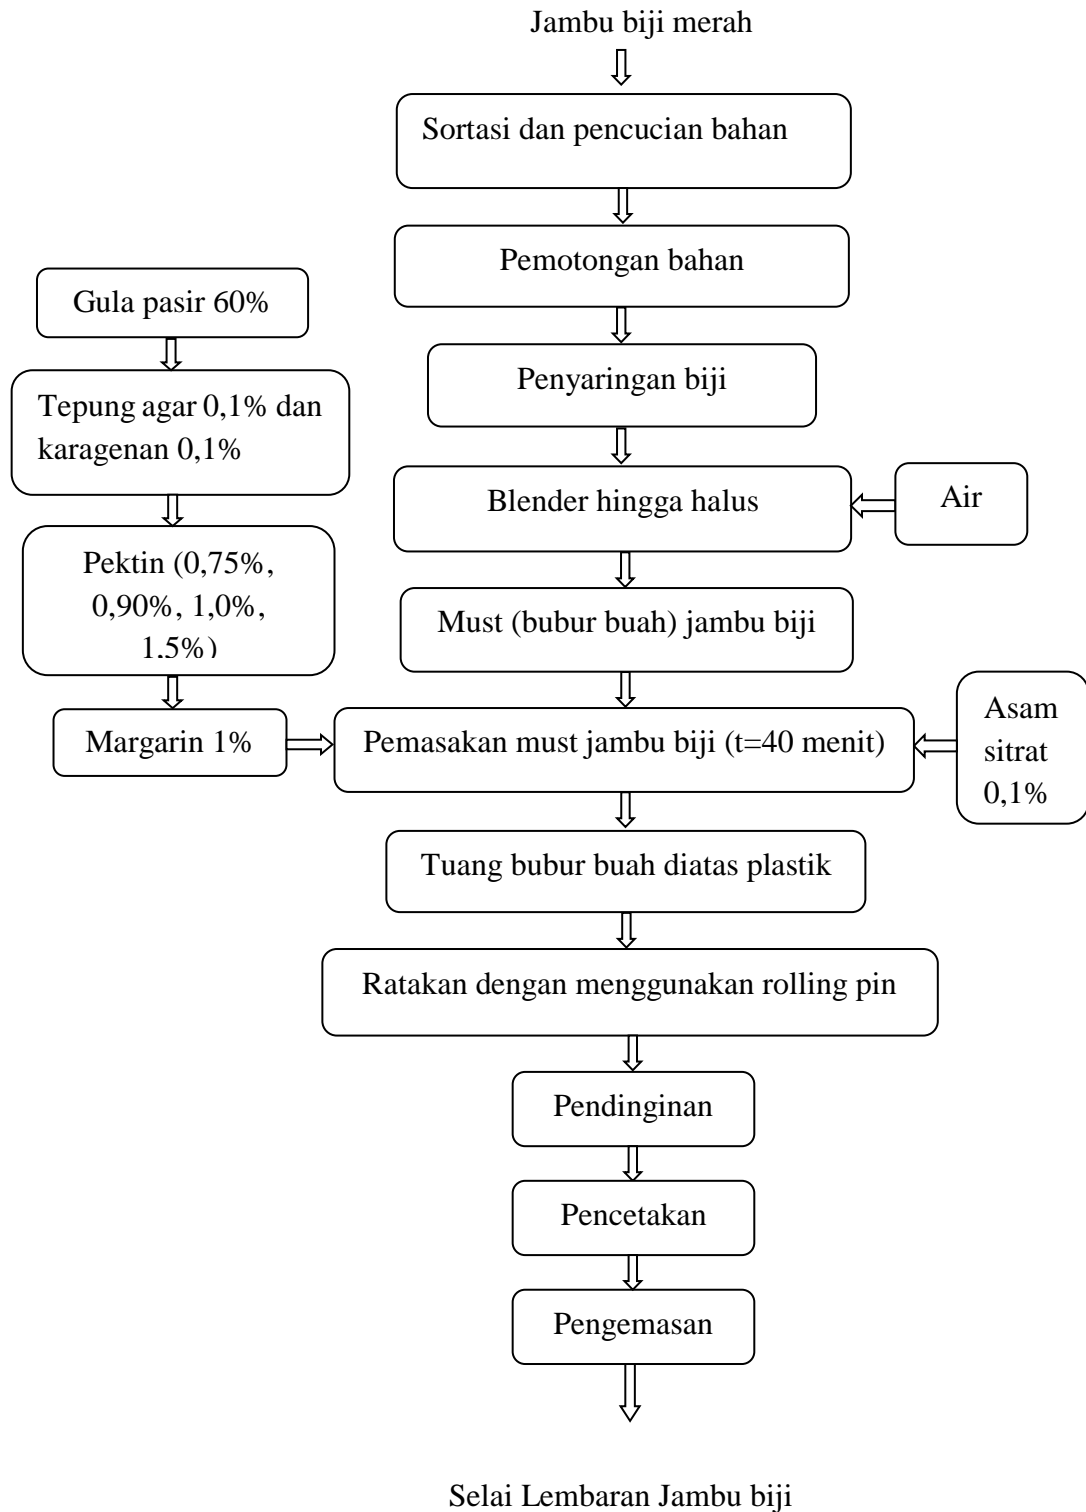 Jambu biji merah
Sortasi dan pencucian bahan
Pemotongan bahan
Gula pasir 60%
Penyaringan biji
Tepung agar 0,1% dan
karagenan 0,1%
Blender hingga halus
Air
Pektin (0,75%,
0,90%, 1,0%,
1,5%)
Must (bubur buah) jambu biji
Margarin 1%
Pemasakan must jambu biji (t=40 menit)
Asam
sitrat
0,1%
Tuang bubur buah diatas plastik
Ratakan dengan menggunakan rolling pin
Pendinginan
Pencetakan
Pengemasan
Selai Lembaran Jambu biji